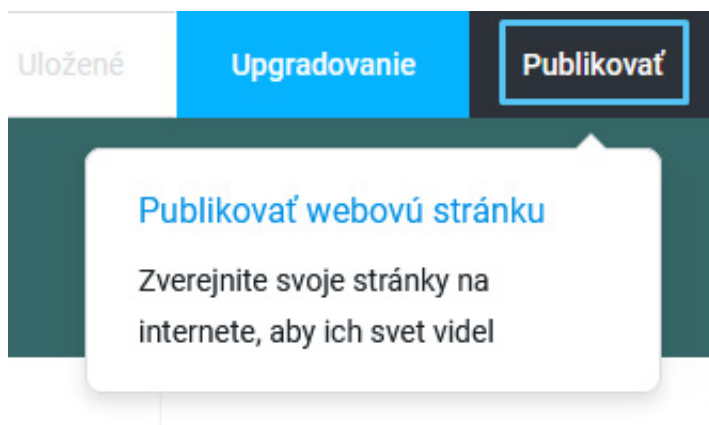 Uložené
Upgradovanie
Publikovať
Publikovať webovú stránku
Zverejnite svoje stránky na
internete, aby ich svet videl